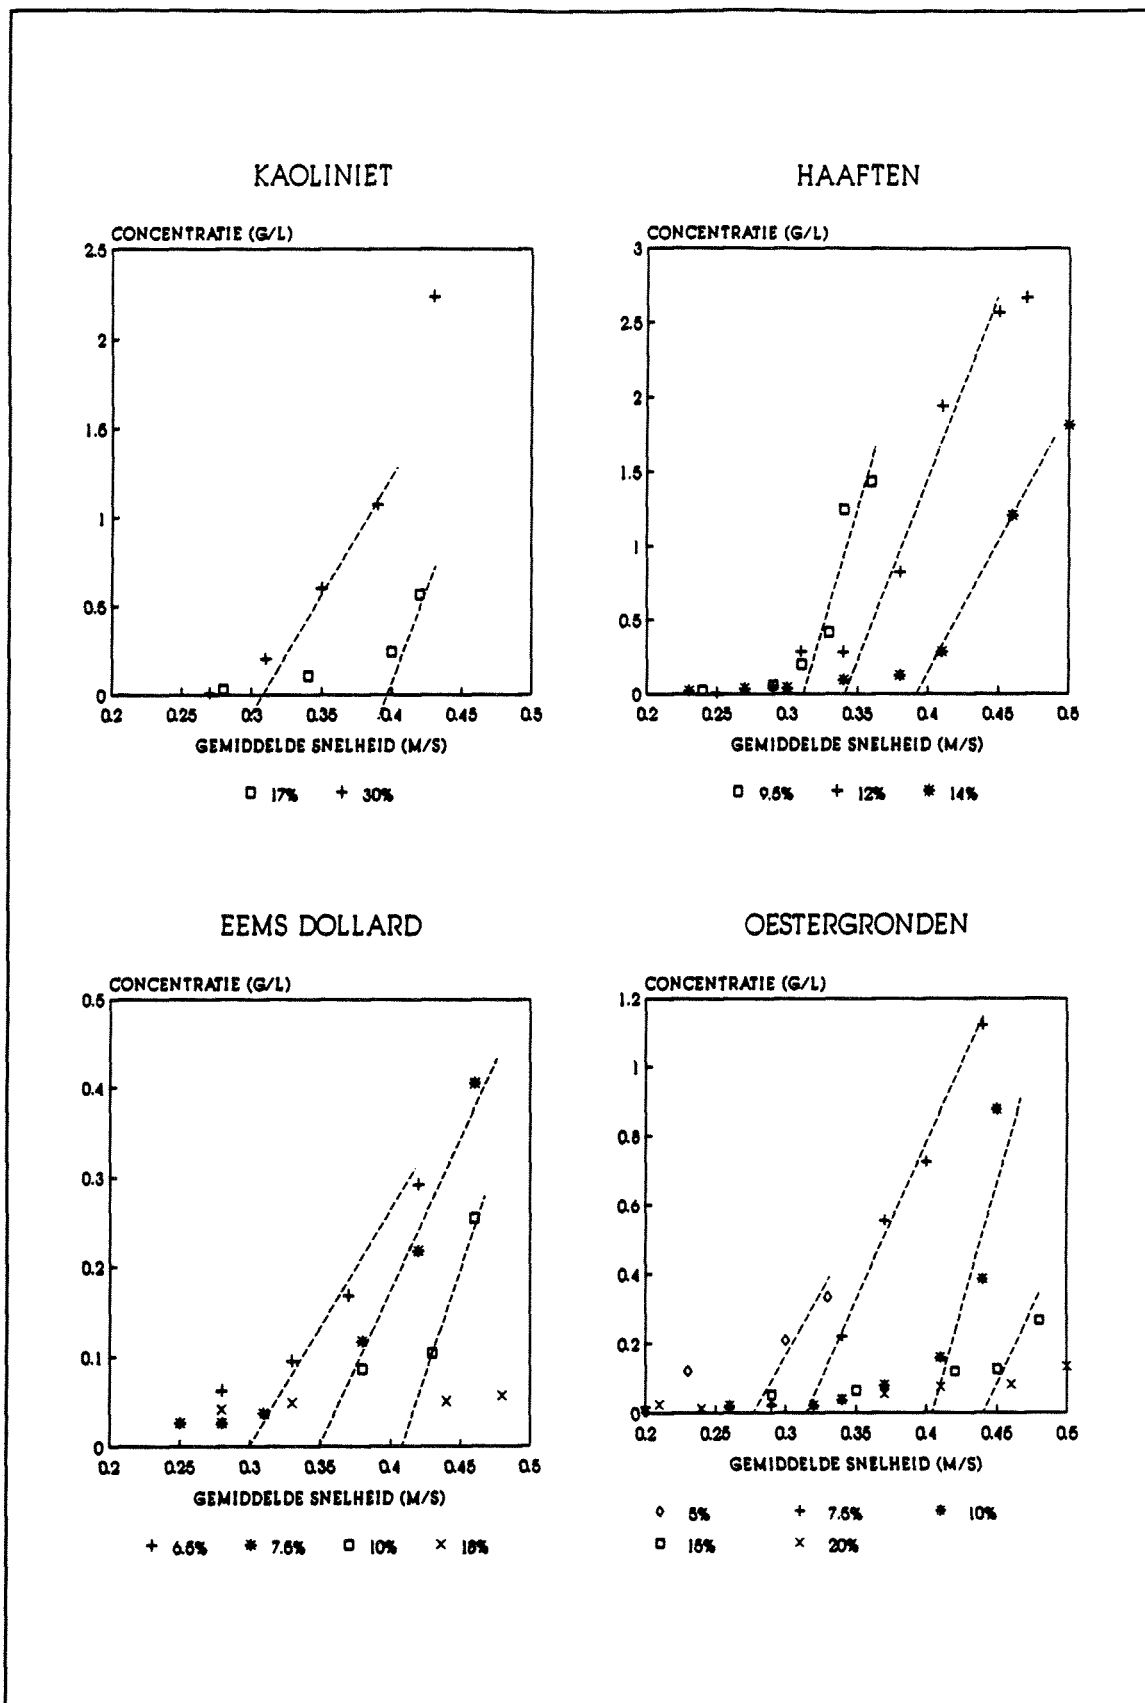 KAOLINIET
CONCENTRATIE (G/L)
2.5
2
1.5
1
0.5
0
0.2 0.25 0.3 0.35 0.4 0.45 0.5
GEMIDDELDE SNELHEID (M/S)
17% 30%
HAAFTEN
CONCENTRATIE (G/L)
3
2.5
2
1.5
1
0.5
0
0.2 0.25 0.3 0.35 0.4 0.45 0.5
GEMIDDELDE SNELHEID (M/S)
9.5% 12% 14%
EEMS DOLLARD
CONCENTRATIE (G/L)
0.5
0.4
0.3
0.2
0.1
0
0.2 0.25 0.3 0.35 0.4 0.45 0.5
GEMIDDELDE SNELHEID (M/S)
7.5% 10%
OESTERGRONDEN
CONCENTRATIE (G/L)
1.2
1
0.8
0.6
0.4
0.2
0
0.2 0.25 0.3 0.35 0.4 0.45 0.5
GEMIDDELDE SNELHEID (M/S)
5% 7.5% 10%
15% 20%